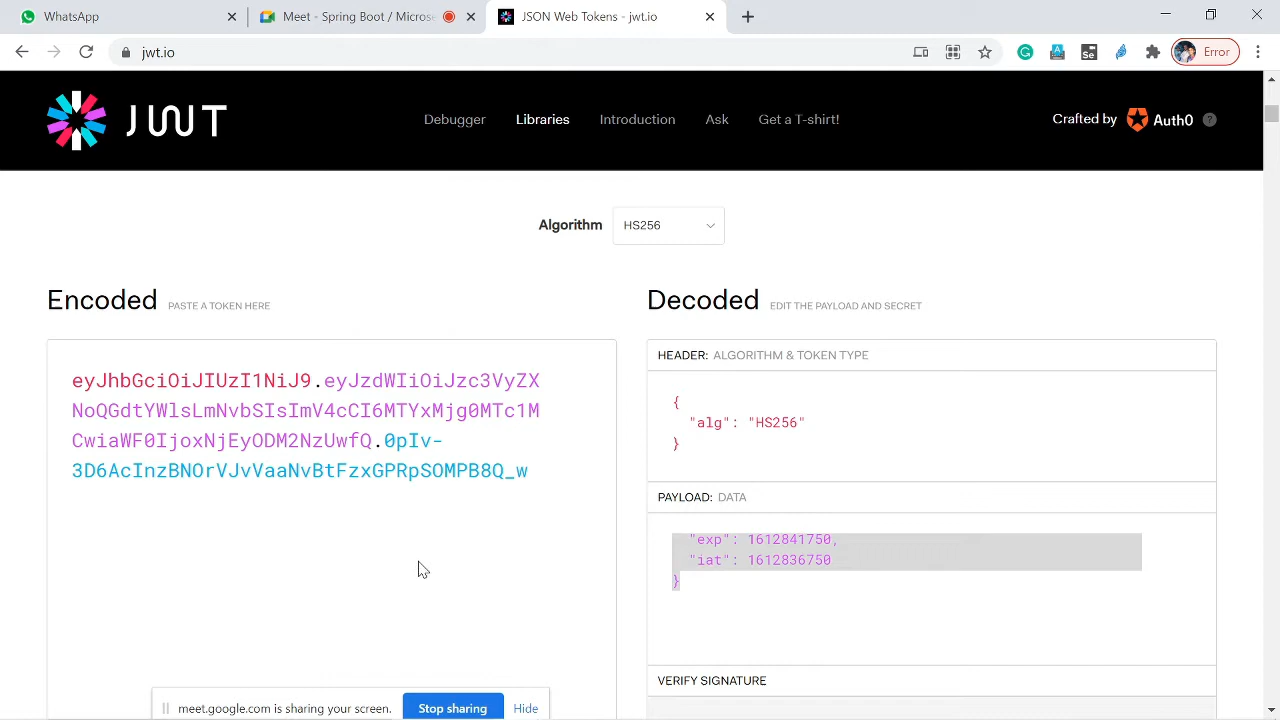 WhatsApp
Meet - Spring Boot / Microse
JSON Web Tokens - jwt.io
jwt.io
Error
JWT
Debugger
Libraries
Introduction
Ask
Get a T-shirt!
Crafted by
Auth0
?
Algorithm
HS256
Encoded PASTE A TOKEN HERE
eyJhbGciOiJIUzI1NiJ9.eyJzdWIiOiJzc3VyZX
NoQGdtYWlsLmNvbSIsImV4cCI6MTYxMjg0MTc1M
CwiaWF0IjoxNjEyODM2NzUwfQ.0pIv-
3D6AcInzBNOrVJvVaaNvBtFzxGPRpSOMPB8Q_w
Decoded EDIT THE PAYLOAD AND SECRET
HEADER: ALGORITHM & TOKEN TYPE
{
"alg": "HS256"
}
PAYLOAD: DATA
"exp": 1612841750,
"iat": 1612836750
}
VERIFY SIGNATURE
meet.google.com is sharing your screen.
Stop sharing
Hide